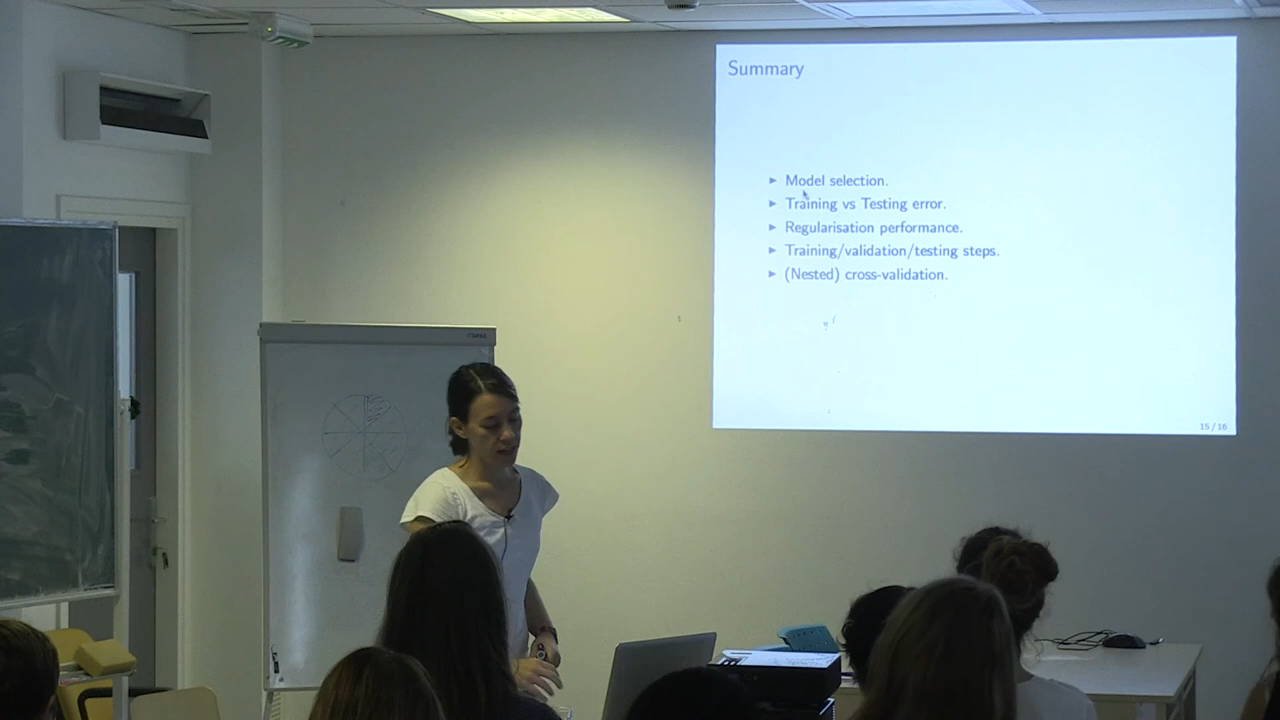 Summary
▶ Model selection.
▶ Training vs Testing error.
▶ Regularisation performance.
▶ Training/validation/testing steps.
▶ (Nested) cross-validation.
15 / 16